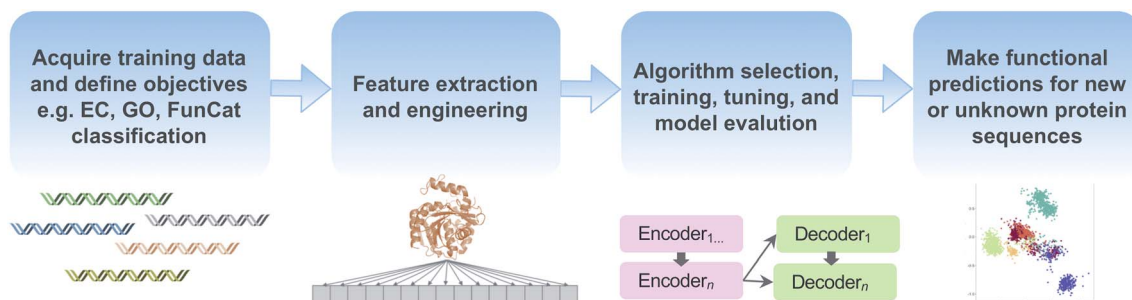 Acquire training data
and define objectives
e.g. EC, GO, FunCat
classification
Feature extraction
and engineering
Algorithm selection,
training, tuning, and
model evalution
Make functional
predictions for new
or unknown protein
sequences
Encoder1...
Encodern
Decoder1
Decodern